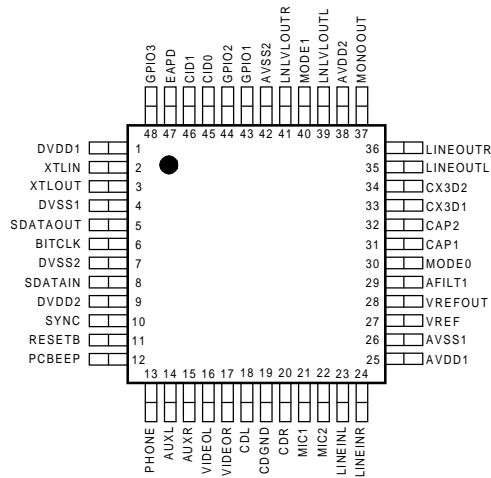 GPIO3
EAPD
CID1
CID0
GPIO2
GPIO1
AVSS2
LNLVLOUTR
MODE1
LNLVLOUTL
AVDD2
MONOOUT
48 47 46 45 44 43 42 41 40 39 38 37
DVDD1 1 36 LINEOUTR
XTLIN 2 35 LINEOUTL
XTLOUT 3 34 CX3D2
DVSS1 4 33 CX3D1
SDATAOUT 5 32 CAP2
BITCLK 6 31 CAP1
DVSS2 7 30 MODE0
SDATAIN 8 29 AFILT1
DVDD2 9 28 VREFOUT
SYNC 10 27 VREF
RESETB 11 26 AVSS1
PCBEEP 12 25 AVDD1
13 14 15 16 17 18 19 20 21 22 23 24
PHONE
AUXL
AUXR
VIDEOL
VIDEOR
CDL
CDGND
CDR
MIC1
MIC2
LINEINL
LINEINR